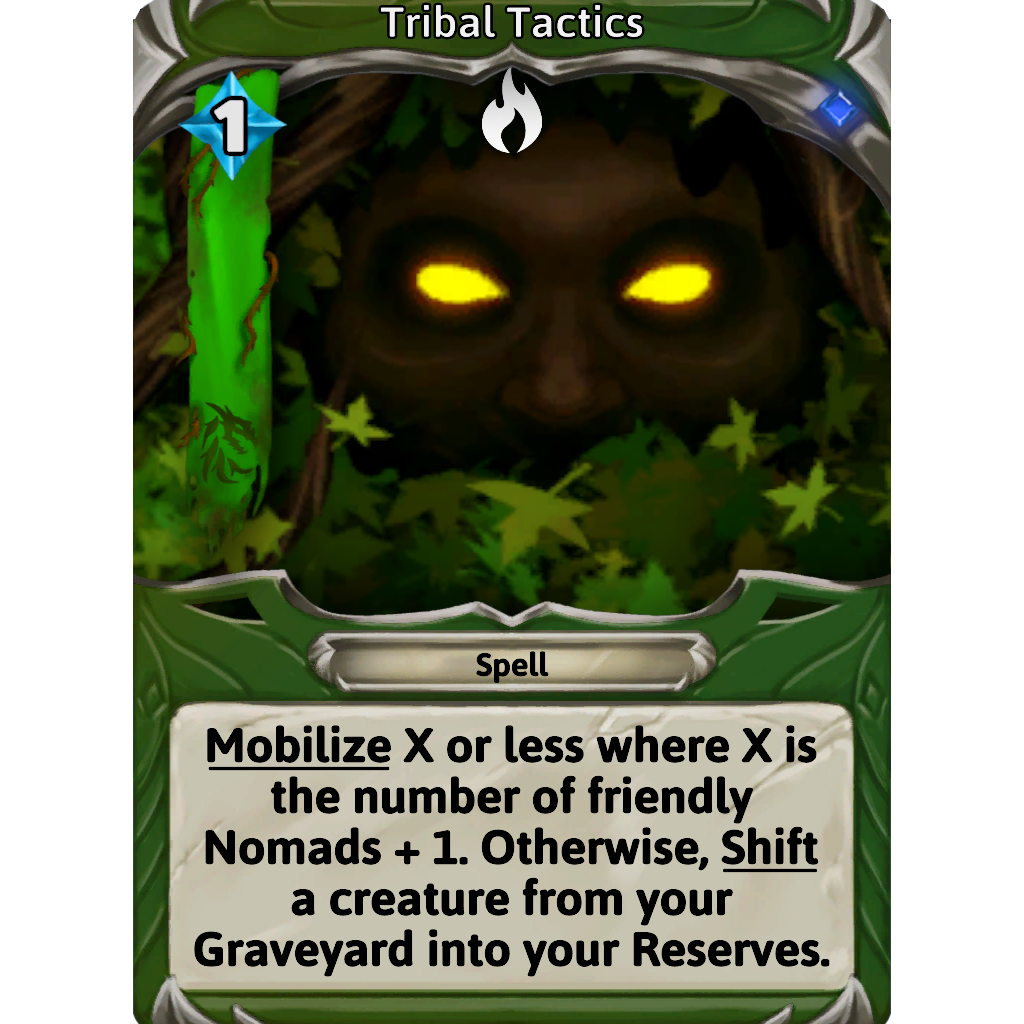 Tribal Tactics
1
Spell
Mobilize X or less where X is
the number of friendly
Nomads + 1. Otherwise, Shift
a creature from your
Graveyard into your Reserves.